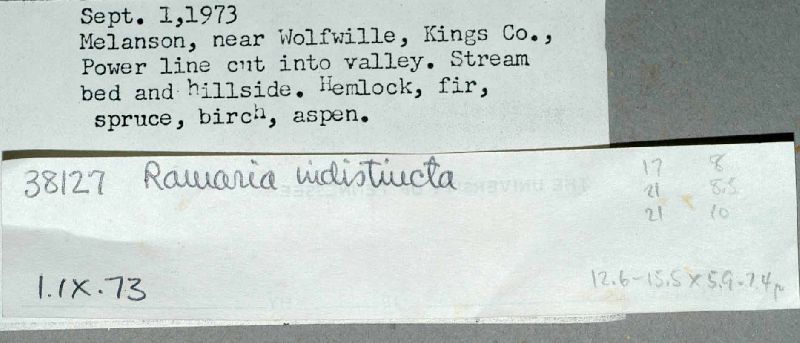 Sept. 1,1973
Melanson, near Wolfwille, Kings Co.,
Power line cut into valley. Stream
bed and hillside. Hemlock, fir,
spruce, birch, aspen.
38127 Ramaria indistincta
17 8
21 8.5
21 10
1.IX.73
12.6-15.5 x 5.9-7.4 µ